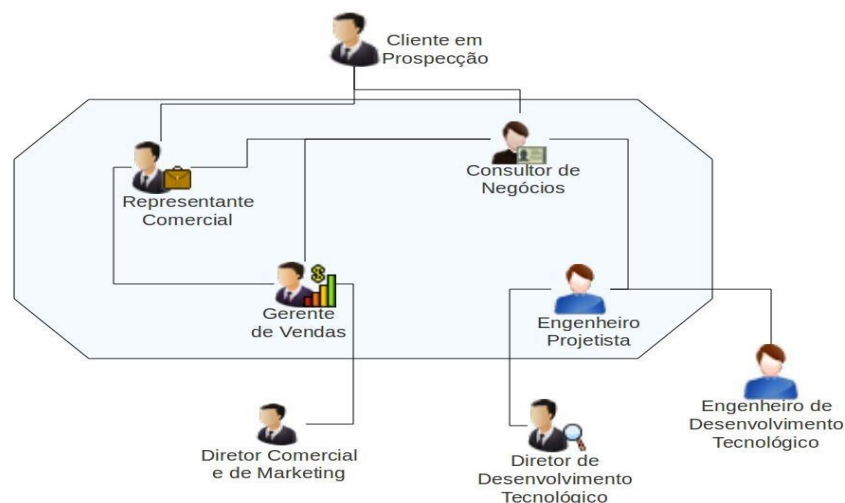 Cliente em
Prospecção
Representante
Comercial
Consultor de
Negócios
Gerente
de Vendas
Engenheiro
Projetista
Diretor Comercial
e de Marketing
Diretor de
Desenvolvimento
Tecnológico
Engenheiro de
Desenvolvimento
Tecnológico